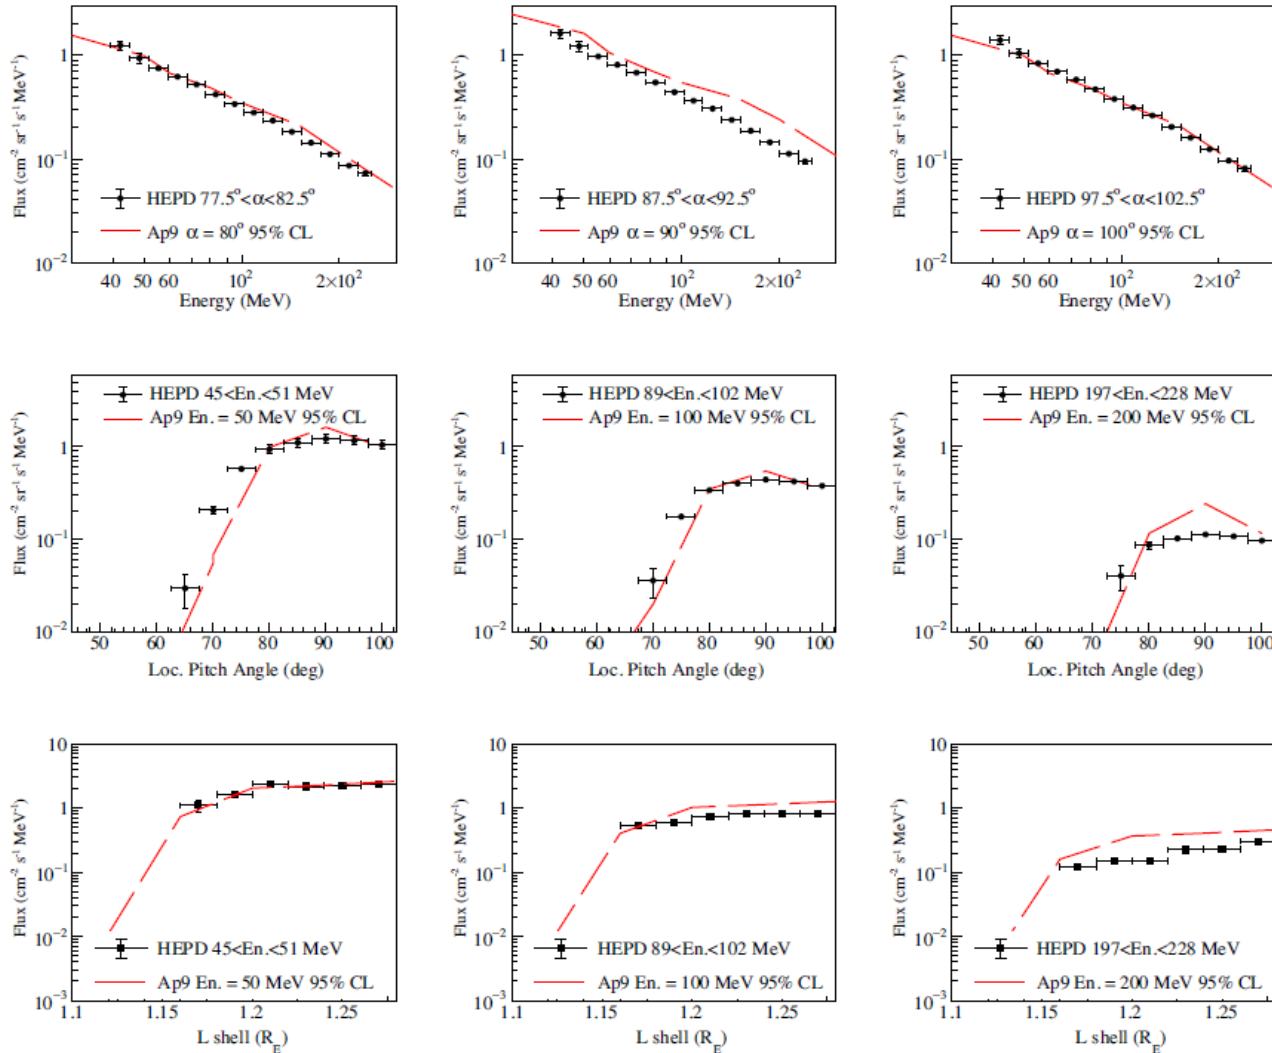 Flux (cm⁻² sr⁻¹ s⁻¹ MeV⁻¹)
1
10⁻¹
10⁻²
HEPD 77.5°<α<82.5°
Ap9 α = 80° 95% CL
40 50 60 10² 2×10²
Energy (MeV)
Flux (cm⁻² sr⁻¹ s⁻¹ MeV⁻¹)
1
10⁻¹
10⁻²
HEPD 87.5°<α<92.5°
Ap9 α = 90° 95% CL
40 50 60 10² 2×10²
Energy (MeV)
Flux (cm⁻² sr⁻¹ s⁻¹ MeV⁻¹)
1
10⁻¹
10⁻²
HEPD 97.5°<α<102.5°
Ap9 α = 100° 95% CL
40 50 60 10² 2×10²
Energy (MeV)
Flux (cm⁻² sr⁻¹ s⁻¹ MeV⁻¹)
1
10⁻¹
10⁻²
HEPD 45<En.<51 MeV
Ap9 En. = 50 MeV 95% CL
50 60 70 80 90 100
Loc. Pitch Angle (deg)
Flux (cm⁻² sr⁻¹ s⁻¹ MeV⁻¹)
1
10⁻¹
10⁻²
HEPD 89<En.<102 MeV
Ap9 En. = 100 MeV 95% CL
50 60 70 80 90 100
Loc. Pitch Angle (deg)
Flux (cm⁻² sr⁻¹ s⁻¹ MeV⁻¹)
1
10⁻¹
10⁻²
HEPD 197<En.<228 MeV
Ap9 En. = 200 MeV 95% CL
50 60 70 80 90 100
Loc. Pitch Angle (deg)
Flux (cm⁻² s⁻¹ MeV⁻¹)
10
1
10⁻¹
10⁻²
10⁻³
HEPD 45<En.<51 MeV
Ap9 En. = 50 MeV 95% CL
1.1 1.15 1.2 1.25
L shell (R_E)
Flux (cm⁻² s⁻¹ MeV⁻¹)
10
1
10⁻¹
10⁻²
10⁻³
HEPD 89<En.<102 MeV
Ap9 En. = 100 MeV 95% CL
1.1 1.15 1.2 1.25
L shell (R_E)
Flux (cm⁻² s⁻¹ MeV⁻¹)
10
1
10⁻¹
10⁻²
10⁻³
HEPD 197<En.<228 MeV
Ap9 En. = 200 MeV 95% CL
1.1 1.15 1.2 1.25
L shell (R_E)